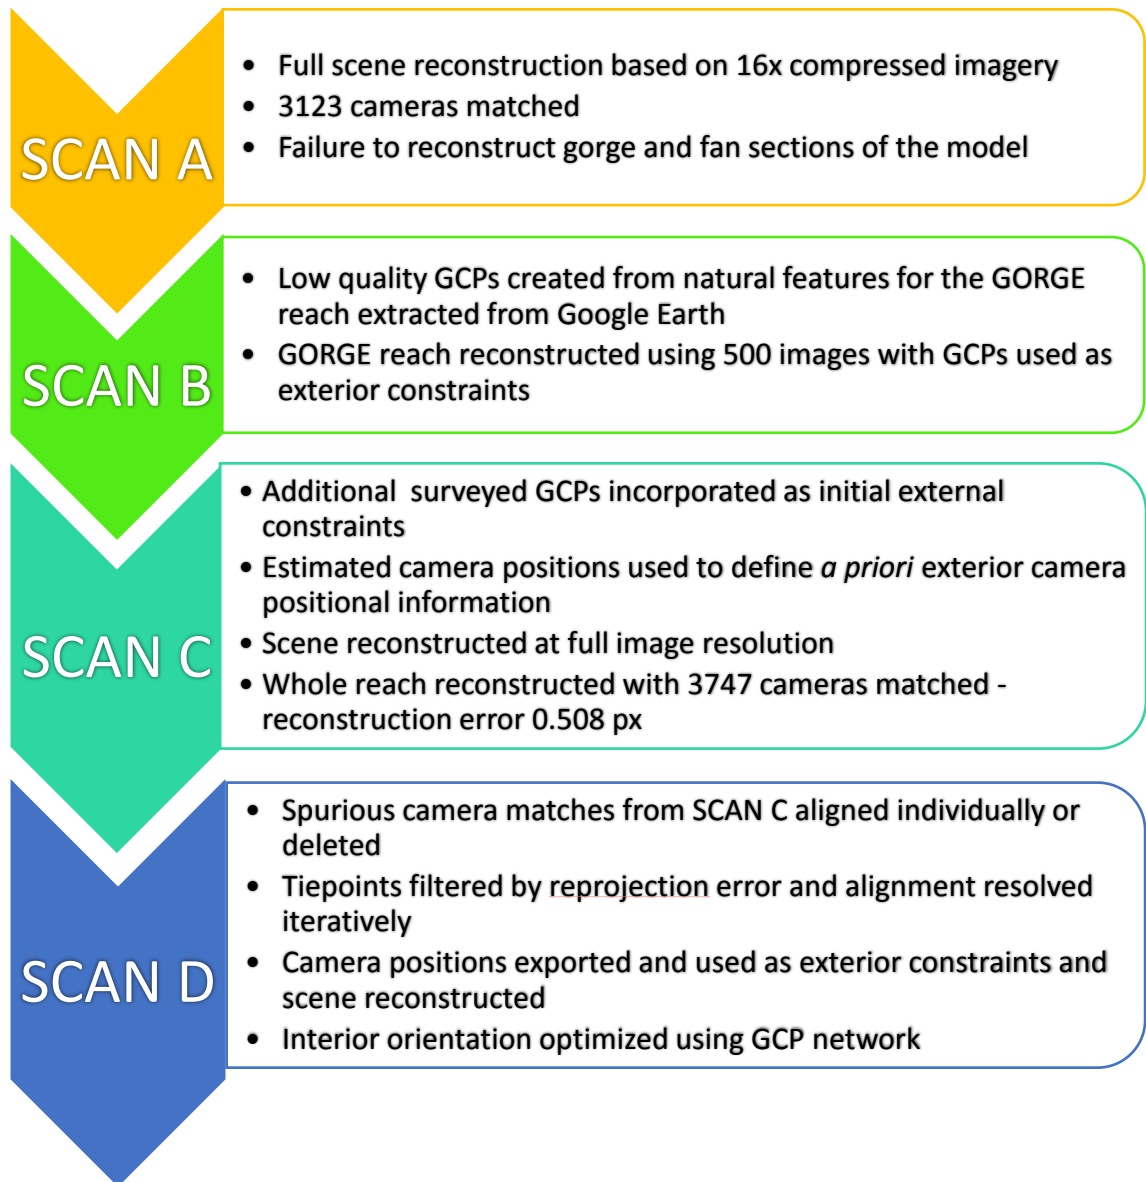 SCAN A
• Full scene reconstruction based on 16x compressed imagery
• 3123 cameras matched
• Failure to reconstruct gorge and fan sections of the model
SCAN B
• Low quality GCPs created from natural features for the GORGE
reach extracted from Google Earth
• GORGE reach reconstructed using 500 images with GCPs used as
exterior constraints
SCAN C
• Additional  surveyed GCPs incorporated as initial external
constraints
• Estimated camera positions used to define a priori exterior camera
positional information
• Scene reconstructed at full image resolution
• Whole reach reconstructed with 3747 cameras matched -
reconstruction error 0.508 px
SCAN D
• Spurious camera matches from SCAN C aligned individually or
deleted
• Tiepoints filtered by reprojection error and alignment resolved
iteratively
• Camera positions exported and used as exterior constraints and
scene reconstructed
• Interior orientation optimized using GCP network